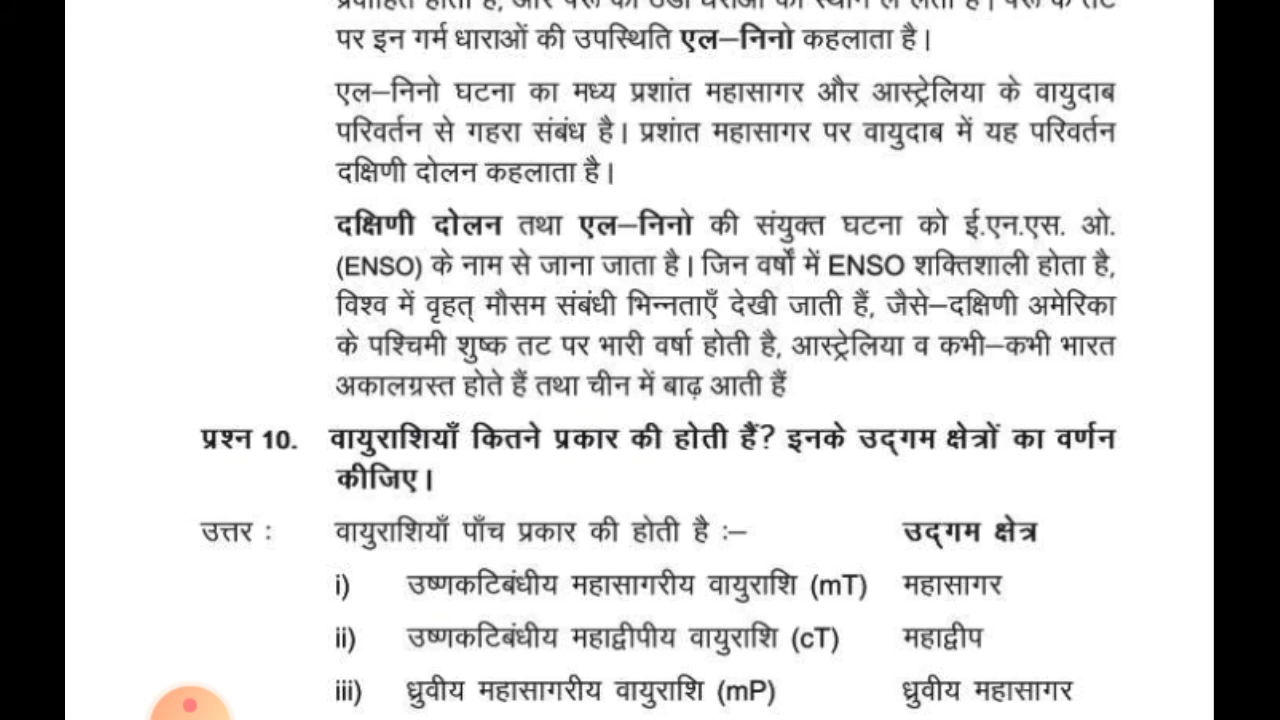 पर इन गर्म धाराओं की उपस्थिति एल–निनो कहलाता है।
एल–निनो घटना का मध्य प्रशांत महासागर और आस्ट्रेलिया के वायुदाब
परिवर्तन से गहरा संबंध है। प्रशांत महासागर पर वायुदाब में यह परिवर्तन
दक्षिणी दोलन कहलाता है।
दक्षिणी दोलन तथा एल–निनो की संयुक्त घटना को ई.एन.एस. ओ.
(ENSO) के नाम से जाना जाता है। जिन वर्षों में ENSO शक्तिशाली होता है,
विश्व में वृहत् मौसम संबंधी भिन्नताएँ देखी जाती हैं, जैसे–दक्षिणी अमेरिका
के पश्चिमी शुष्क तट पर भारी वर्षा होती है, आस्ट्रेलिया व कभी–कभी भारत
अकालग्रस्त होते हैं तथा चीन में बाढ़ आती हैं
प्रश्न 10. वायुराशियाँ कितने प्रकार की होती हैं? इनके उद्‌गम क्षेत्रों का वर्णन
कीजिए।
उत्तर : वायुराशियाँ पाँच प्रकार की होती है :– उद्‌गम क्षेत्र
i) उष्णकटिबंधीय महासागरीय वायुराशि (mT) महासागर
ii) उष्णकटिबंधीय महाद्वीपीय वायुराशि (cT) महाद्वीप
iii) ध्रुवीय महासागरीय वायुराशि (mP) ध्रुवीय महासागर